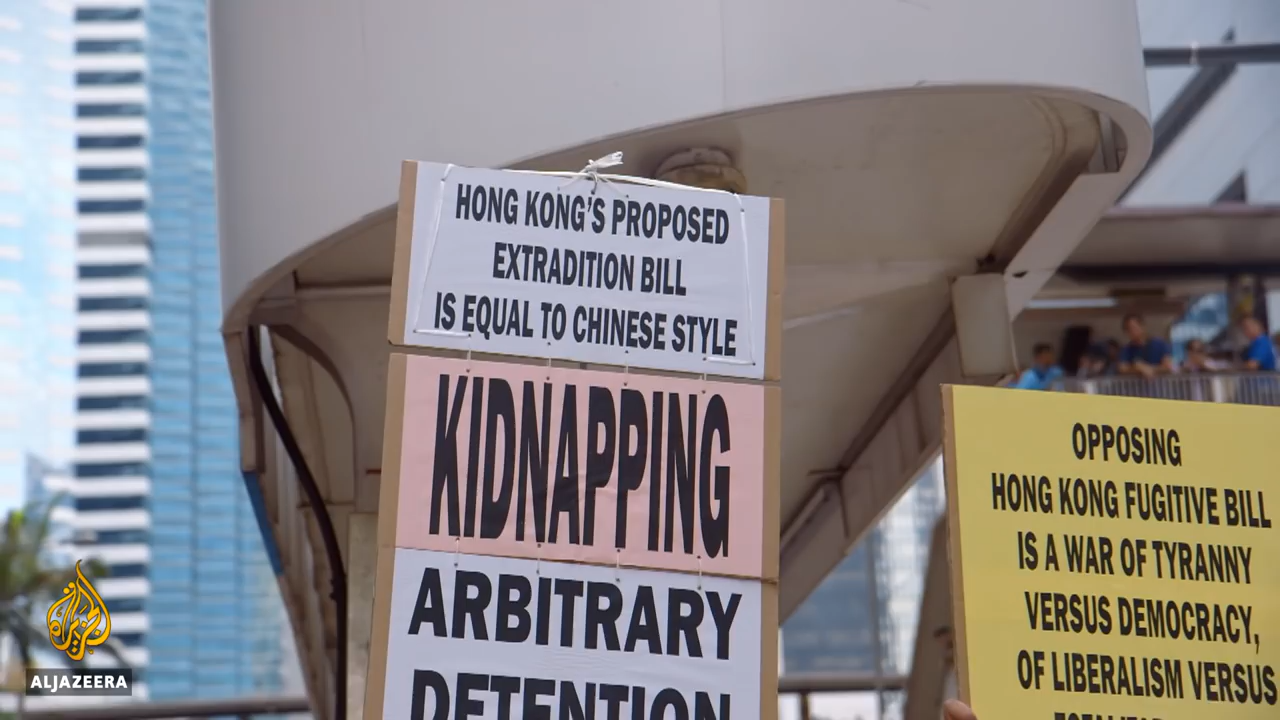 HONG KONG'S PROPOSED
EXTRADITION BILL
IS EQUAL TO CHINESE STYLE
KIDNAPPING
ARBITRARY
DETENTION
OPPOSING
HONG KONG FUGITIVE BILL
IS A WAR OF TYRANNY
VERSUS DEMOCRACY,
OF LIBERALISM VERSUS
ALJAZEERA